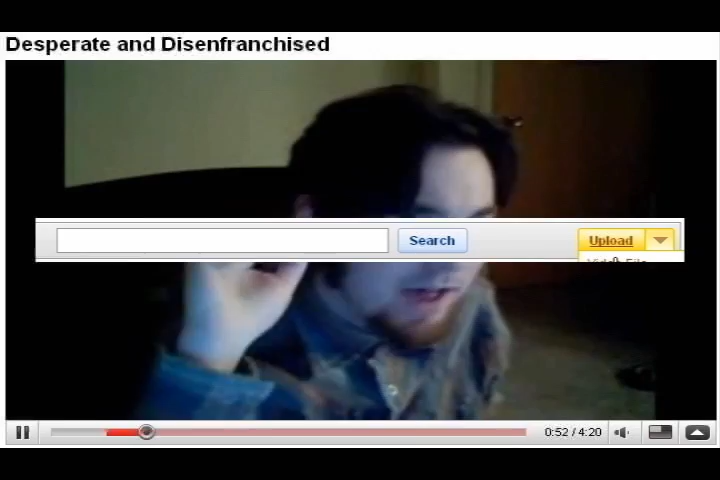 Desperate and Disenfranchised
Search
Upload
0:52 / 4:20